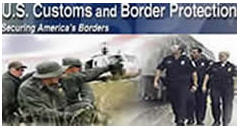 U.S. Customs and Border Protection
Securing America's Borders